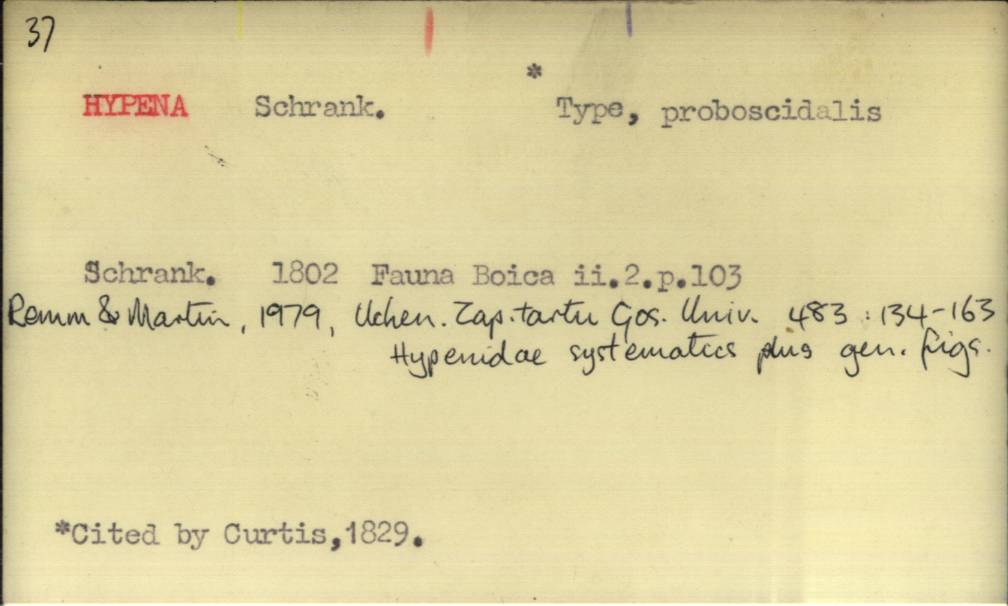 37
*
HYPENA Schrank. Type, proboscidalis
Schrank. 1802 Fauna Boica ii.2.p.103
Remm & Martin, 1979, Uchen. Zap. tartu Gos. Univ. 483 : 134-163
Hypenidae systematics plus gen. figs.
*Cited by Curtis,1829.